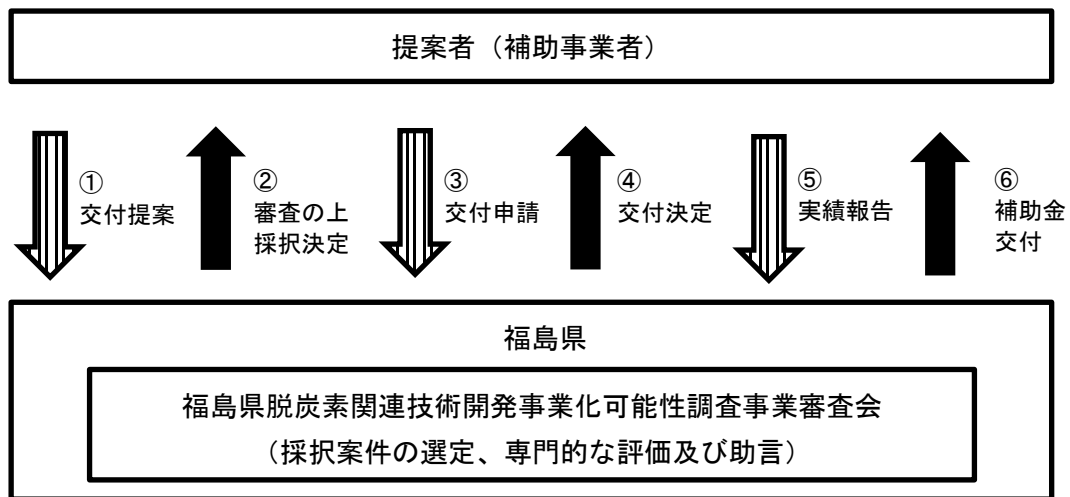 提案者（補助事業者）
①
交付提案
②
審査の上
採択決定
③
交付申請
④
交付決定
⑤
実績報告
⑥
補助金
交付
福島県
福島県脱炭素関連技術開発事業化可能性調査事業審査会
（採択案件の選定、専門的な評価及び助言）